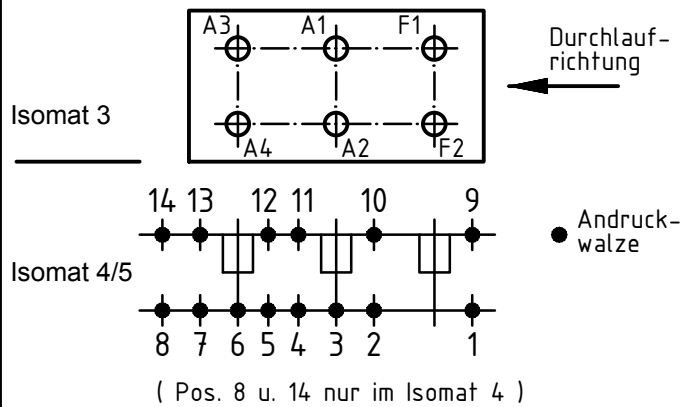 A3 A1 F1
Durchlauf-
richtung
Isomat 3
A4 A2 F2
14 13 12 11 10 9
Andruck-
walze
Isomat 4/5
8 7 6 5 4 3 2 1
( Pos. 8 u. 14 nur im Isomat 4 )